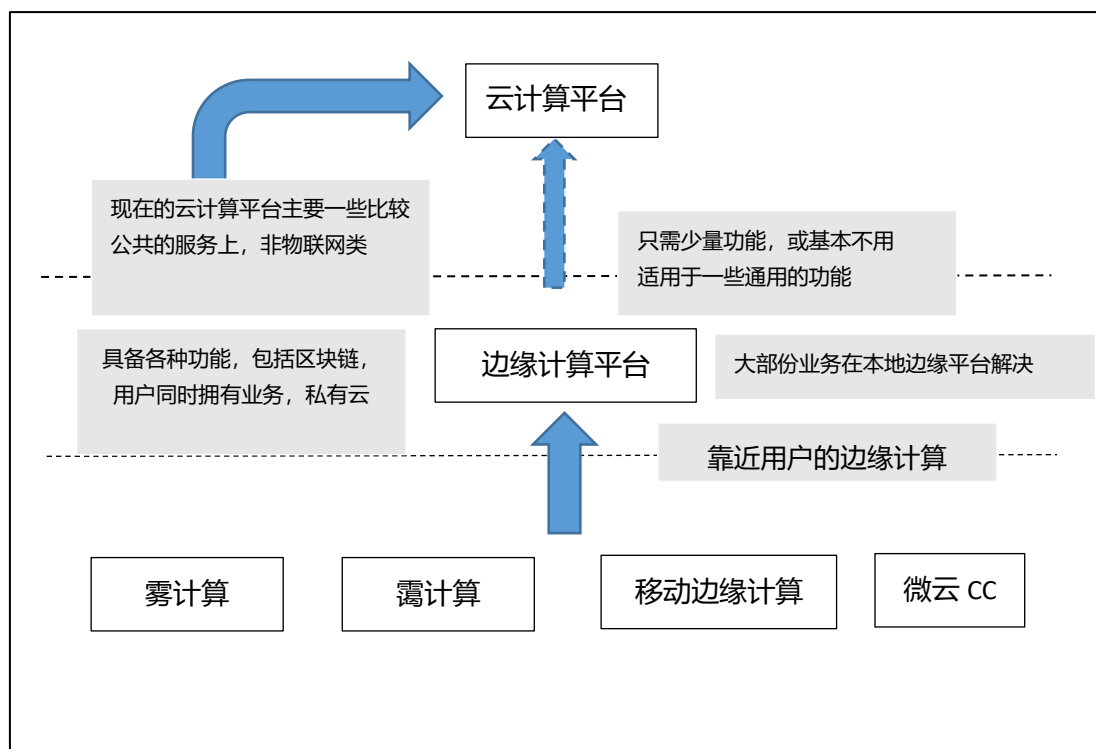 云计算平台
现在的云计算平台主要一些比较
公共的服务上，非物联网类
只需少量功能，或基本不用
适用于一些通用的功能
具备各种功能，包括区块链，
用户同时拥有业务，私有云
边缘计算平台
大部份业务在本地边缘平台解决
靠近用户的边缘计算
雾计算
霭计算
移动边缘计算
微云 CC